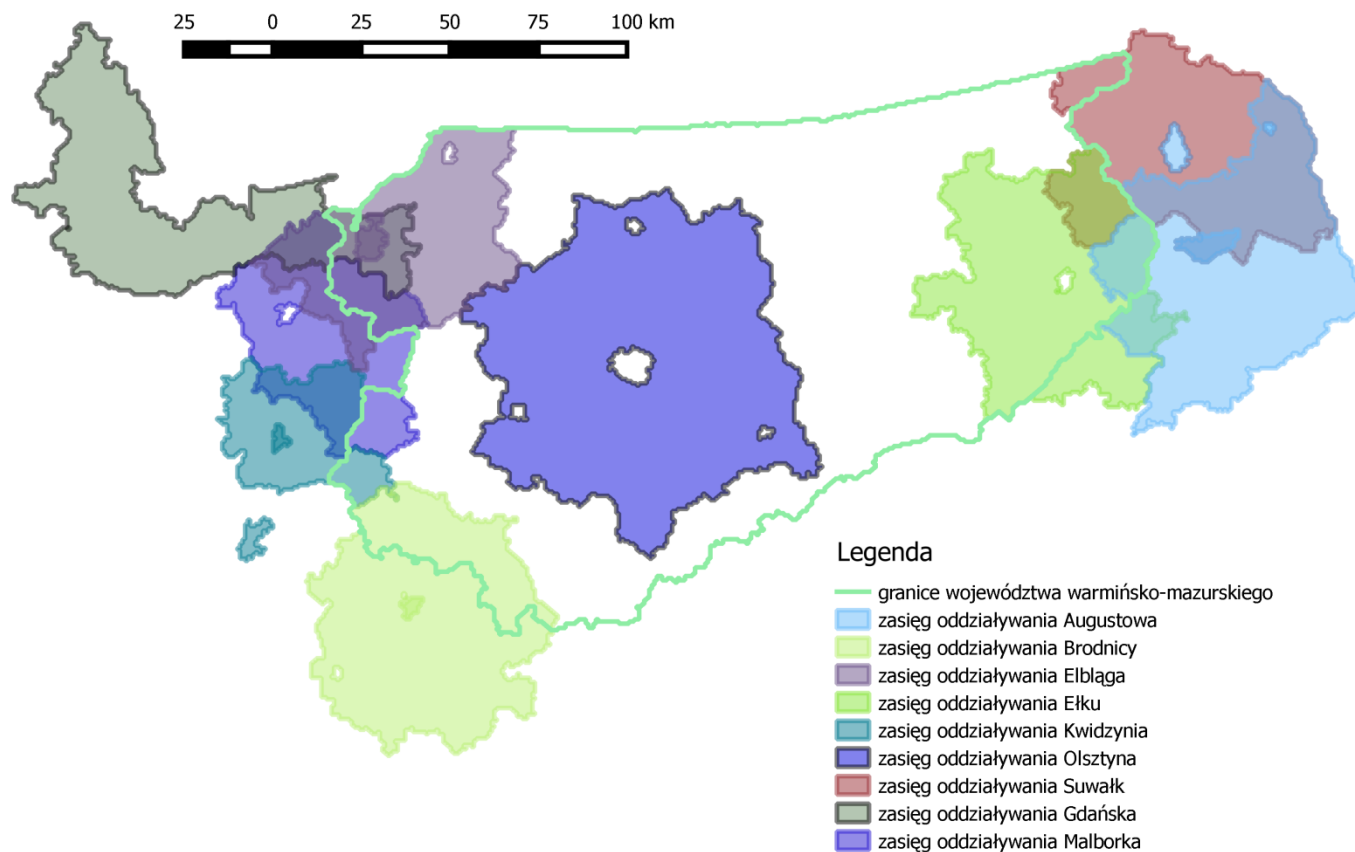 25 0 25 50 100 km
Legenda
granice województwa warmińsko-mazurskiego
zasięg oddziaływania Augustowa
zasięg oddziaływania Brodnicy
zasięg oddziaływania Elbląga
zasięg oddziaływania Ełku
zasięg oddziaływania Kwidzynia
zasięg oddziaływania Olsztyna
zasięg oddziaływania Suwałk
zasięg oddziaływania Gdańska
zasięg oddziaływania Malborka